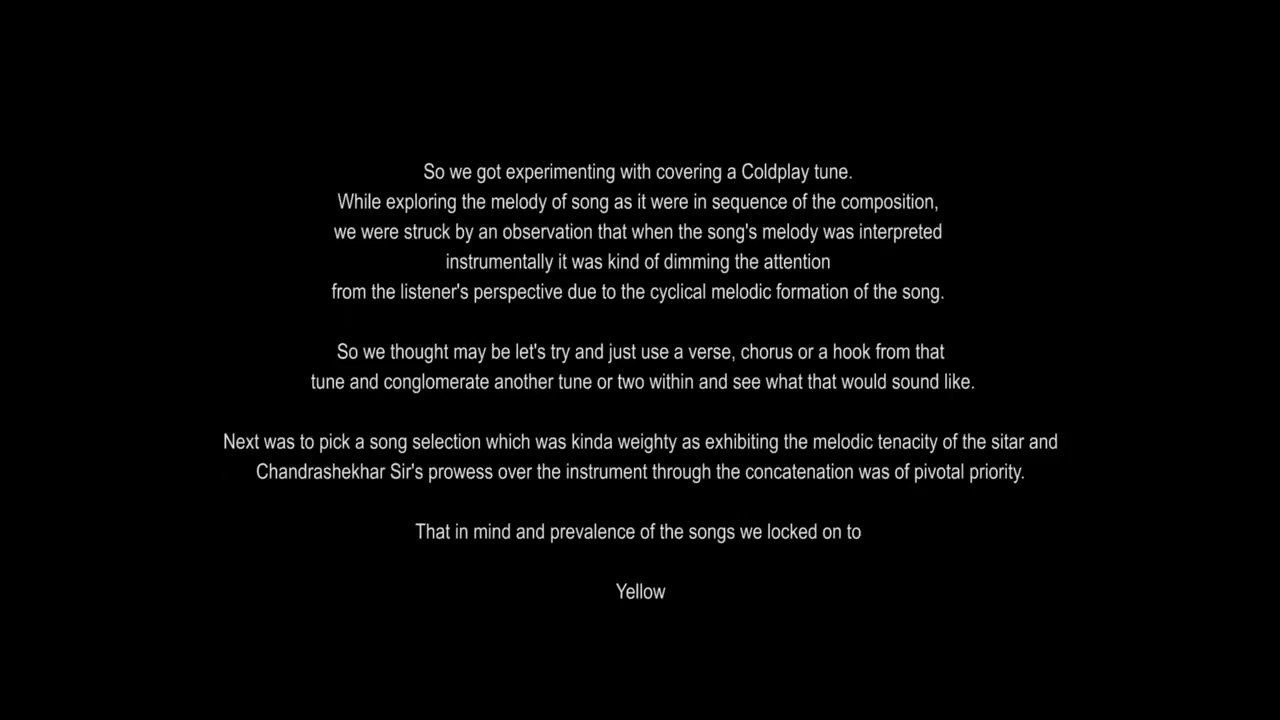 So we got experimenting with covering a Coldplay tune.
While exploring the melody of song as it were in sequence of the composition,
we were struck by an observation that when the song's melody was interpreted
instrumentally it was kind of dimming the attention
from the listener's perspective due to the cyclical melodic formation of the song.
So we thought may be let's try and just use a verse, chorus or a hook from that
tune and conglomerate another tune or two within and see what that would sound like.
Next was to pick a song selection which was kinda weighty as exhibiting the melodic tenacity of the sitar and
Chandrashekhar Sir's prowess over the instrument through the concatenation was of pivotal priority.
That in mind and prevalence of the songs we locked on to
Yellow